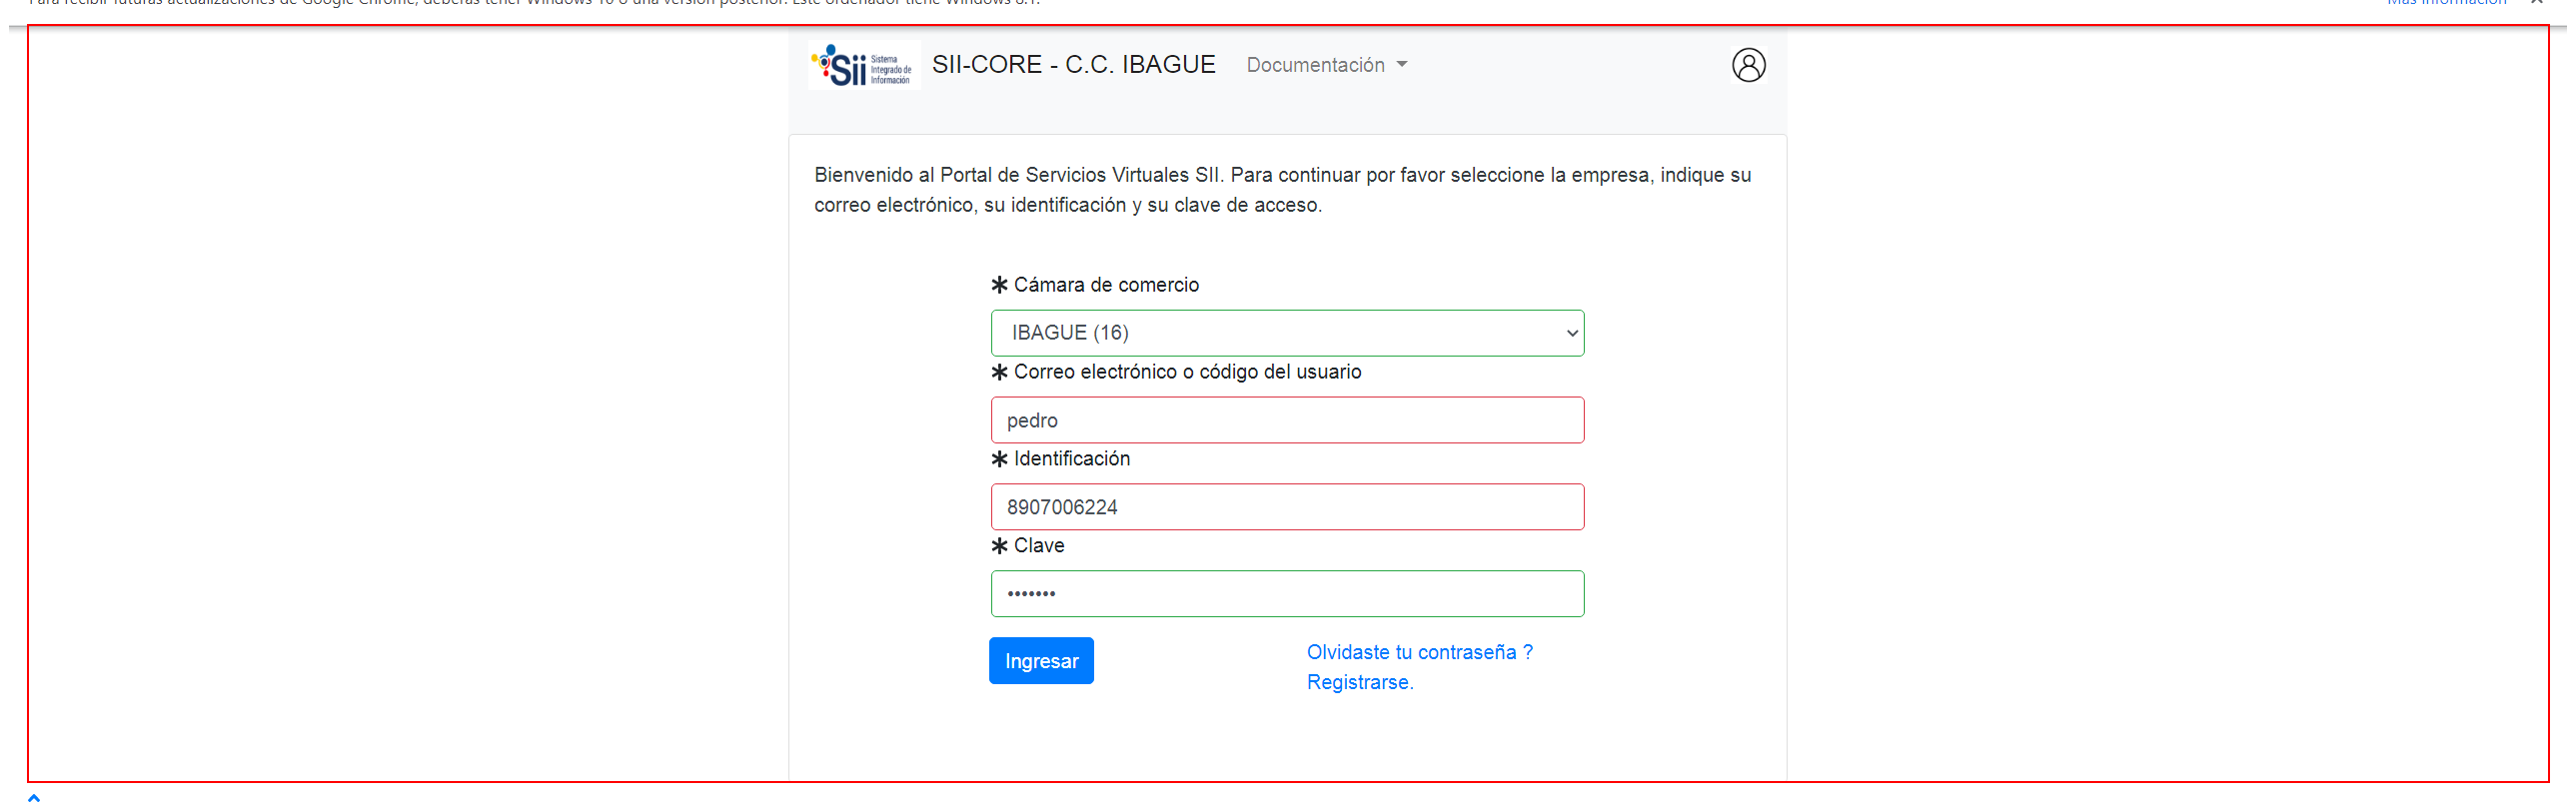 Para recibir futuras actualizaciones de Google Chrome, deberás tener Windows 10 o una versión posterior. Este ordenador tiene Windows 8.1.
Más información
Sii Sistema Integrado de Información
SII-CORE - C.C. IBAGUE Documentación
Bienvenido al Portal de Servicios Virtuales SII. Para continuar por favor seleccione la empresa, indique su
correo electrónico, su identificación y su clave de acceso.
* Cámara de comercio
IBAGUE (16)
* Correo electrónico o código del usuario
pedro
* Identificación
8907006224
* Clave
•••••••
Ingresar
Olvidaste tu contraseña ?
Registrarse.